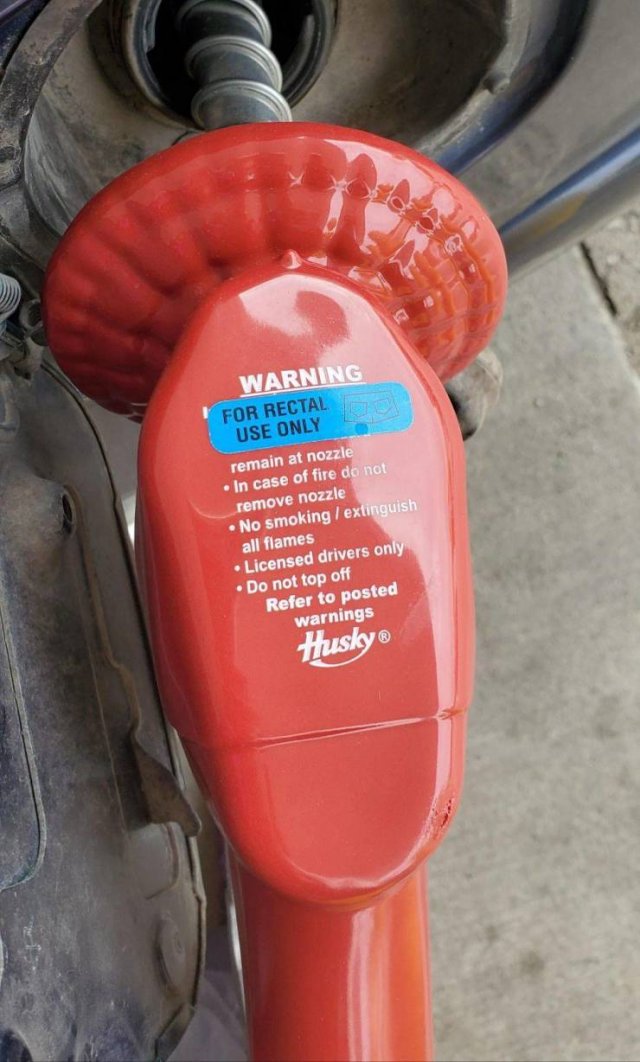 WARNING
FOR RECTAL
USE ONLY
remain at nozzle
• In case of fire do not
remove nozzle
• No smoking / extinguish
all flames
• Licensed drivers only
• Do not top off
Refer to posted
warnings
Husky®